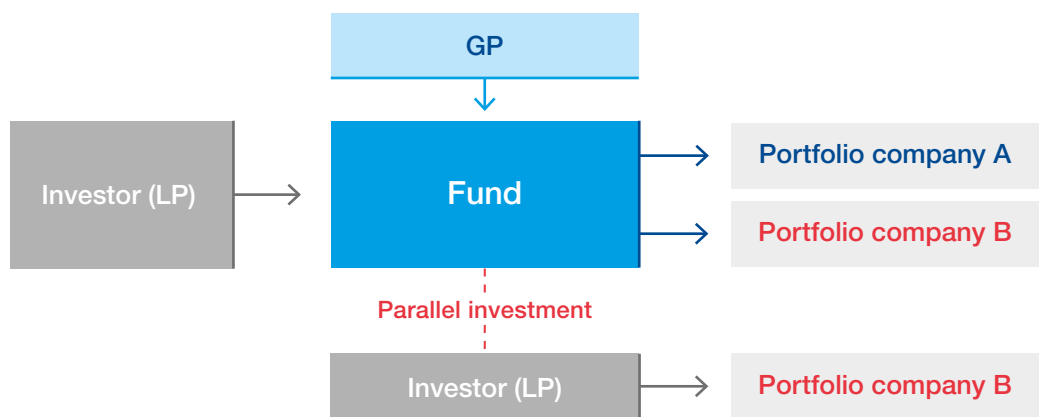 GP
Investor (LP)
Fund
Portfolio company A
Portfolio company B
Parallel investment
Investor (LP)
Portfolio company B